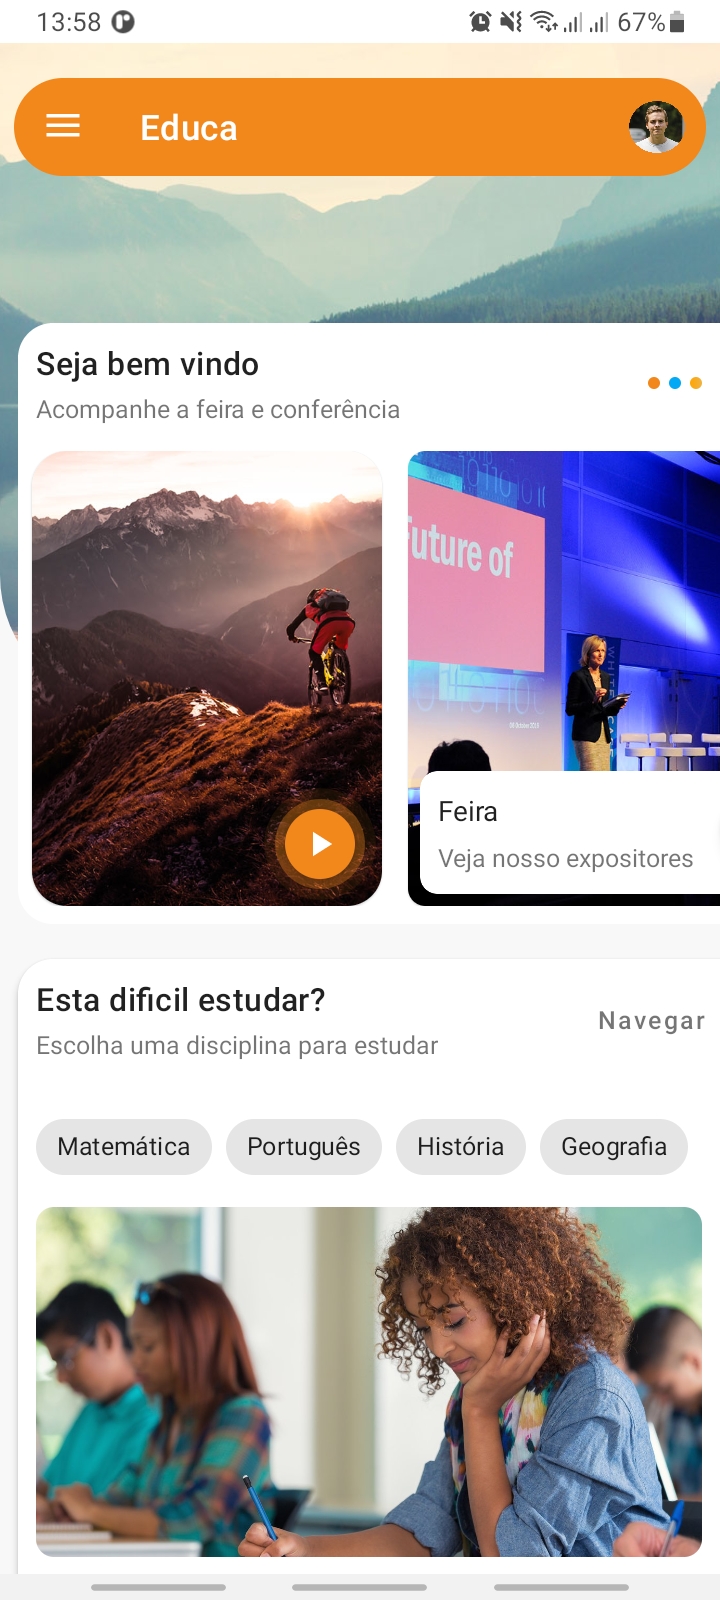 13:58
67%
Educa
Seja bem vindo
Acompanhe a feira e conferência
Future of
Feira
Veja nosso expositores
Esta dificil estudar?
Navegar
Escolha uma disciplina para estudar
Matemática
Português
História
Geografia